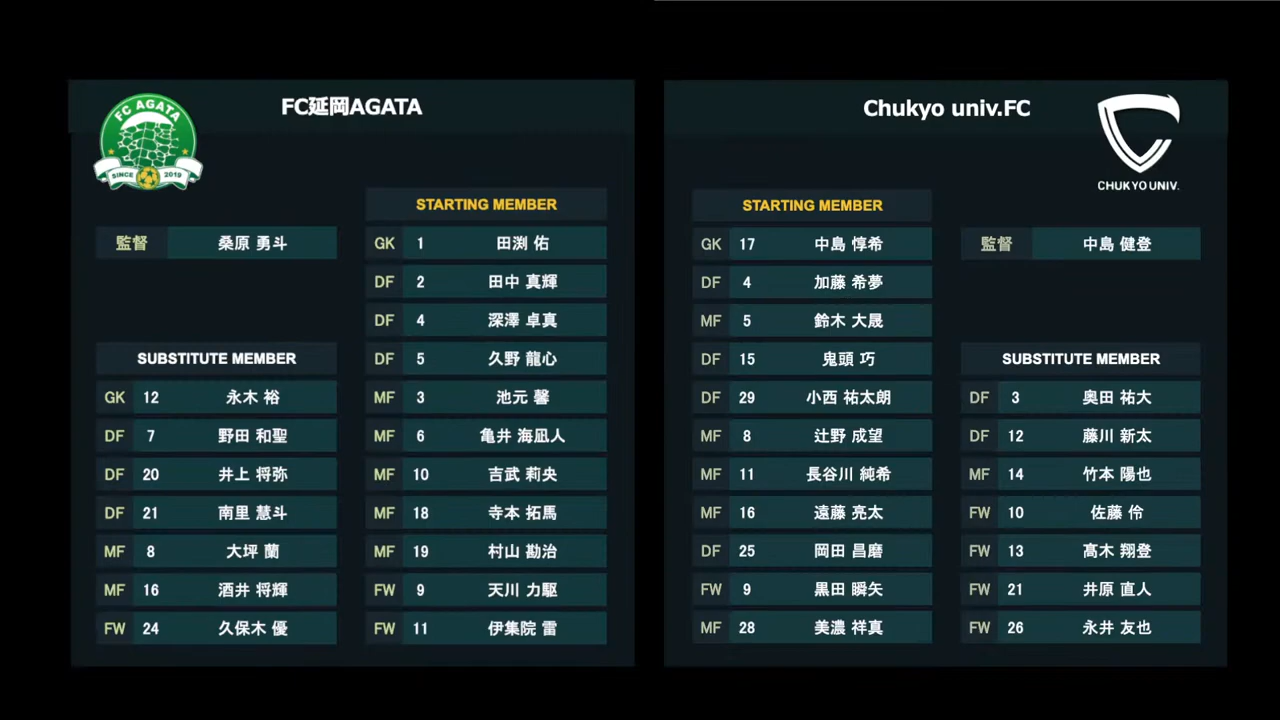 FC延岡AGATA
FC AGATA
SINCE 2019
監督 桑原 勇斗
STARTING MEMBER
GK 1 田渕 佑
DF 2 田中 真輝
DF 4 深澤 卓真
DF 5 久野 龍心
MF 3 池元 馨
MF 6 亀井 海凪人
MF 10 吉武 莉央
MF 18 寺本 拓馬
MF 19 村山 勘治
FW 9 天川 力駆
FW 11 伊集院 雷
SUBSTITUTE MEMBER
GK 12 永木 裕
DF 7 野田 和聖
DF 20 井上 将弥
DF 21 南里 慧斗
MF 8 大坪 蘭
MF 16 酒井 将輝
FW 24 久保木 優
Chukyo univ.FC
CHUKYO UNIV.
STARTING MEMBER
GK 17 中島 惇希
DF 4 加藤 希夢
MF 5 鈴木 大晟
DF 15 鬼頭 巧
DF 29 小西 祐太朗
MF 8 辻野 成望
MF 11 長谷川 純希
MF 16 遠藤 亮太
DF 25 岡田 昌磨
FW 9 黒田 瞬矢
MF 28 美濃 祥真
監督 中島 健登
SUBSTITUTE MEMBER
DF 3 奥田 祐大
DF 12 藤川 新太
MF 14 竹本 陽也
FW 10 佐藤 伶
FW 13 髙木 翔登
FW 21 井原 直人
FW 26 永井 友也